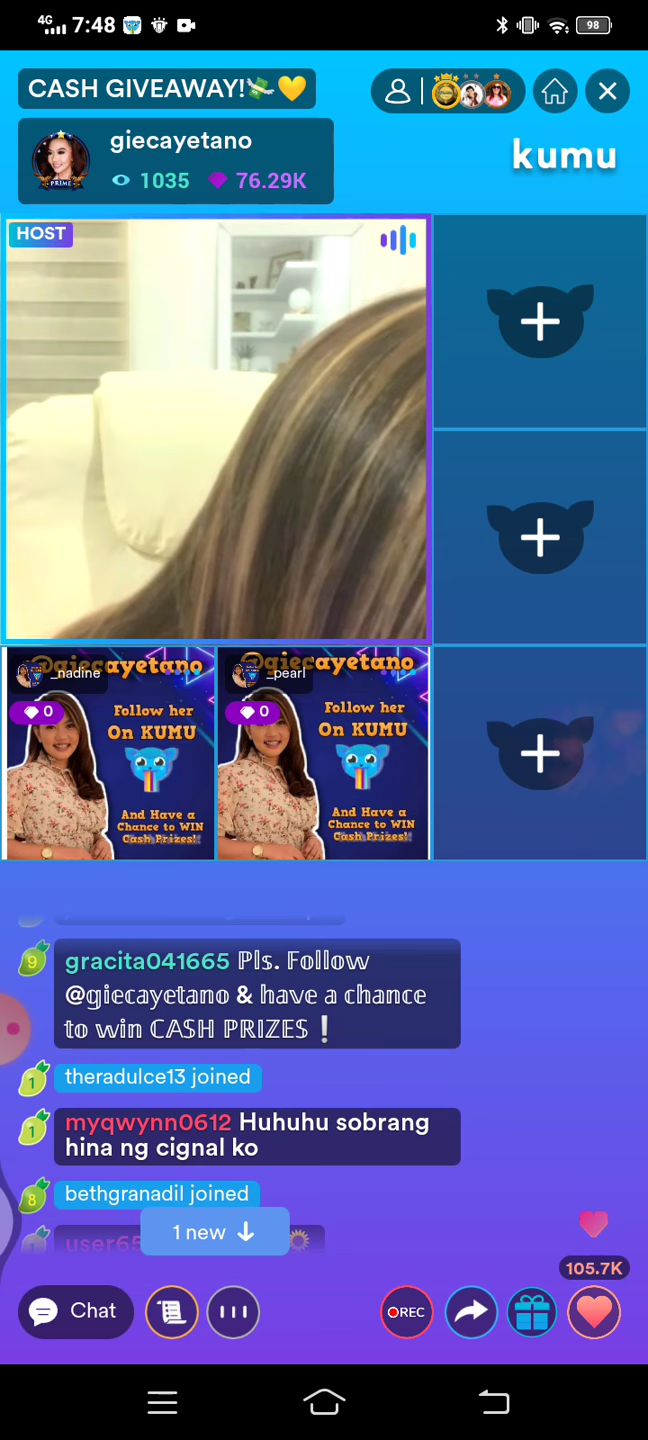 4G 7:48 98
CASH GIVEAWAY!💸💛
giecayetano
PRIME
1035 76.29K
kumu
HOST
@giecayetano
_nadine
0
Follow her
On KUMU
And Have a
Chance to WIN
Cash Prizes!
@giecayetano
_pearl
0
Follow her
On KUMU
And Have a
Chance to WIN
Cash Prizes!
9 gracita041665 ℙ𝕝𝕤. 𝔽𝕠𝕝𝕝𝕠𝕨
@𝕘𝕚𝕖𝕔𝕒𝕪𝕖𝕥𝕒𝕟𝕠 & 𝕙𝕒𝕧𝕖 𝕒 𝕔𝕙𝕒𝕟𝕔𝕖
𝕥𝕠 𝕨𝕚𝕟 ℂ𝔸𝕊ℍ ℙℝ𝕀ℤ𝔼𝕊❕
1 theradulce13 joined
1 myqwynn0612 Huhuhu sobrang
hina ng cignal ko
8 bethgranadil joined
user65
1 new ↓
105.7K
Chat
REC